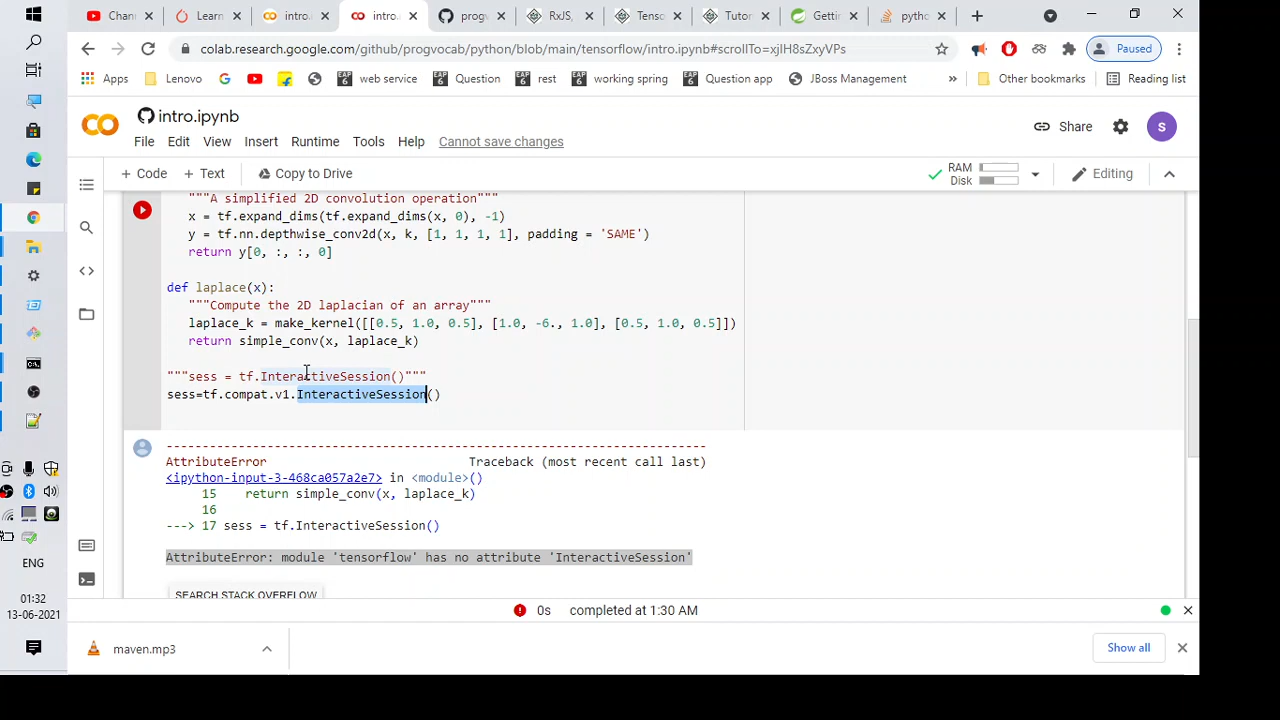 Chan
Learn
intro.
intro.
progv
RxJS,
Tenso
Tutor
Gettin
pytho
colab.research.google.com/github/progvocab/python/blob/main/tensorflow/intro.ipynb#scrollTo=xjIH8sZxyVPs
Paused
Apps
Lenovo
web service
Question
rest
working spring
Question app
JBoss Management
»
Other bookmarks
Reading list
intro.ipynb
Share
S
File Edit View Insert Runtime Tools Help Cannot save changes
+ Code + Text Copy to Drive
RAM
Disk
Editing
"""A simplified 2D convolution operation"""
x = tf.expand_dims(tf.expand_dims(x, 0), -1)
y = tf.nn.depthwise_conv2d(x, k, [1, 1, 1, 1], padding = 'SAME')
return y[0, :, :, 0]
def laplace(x):
"""Compute the 2D laplacian of an array"""
laplace_k = make_kernel([[0.5, 1.0, 0.5], [1.0, -6., 1.0], [0.5, 1.0, 0.5]])
return simple_conv(x, laplace_k)
"""sess = tf.InteractiveSession()"""
sess=tf.compat.v1.InteractiveSession()
---------------------------------------------------------------------------
AttributeError Traceback (most recent call last)
<ipython-input-3-468ca057a2e7> in <module>()
15 return simple_conv(x, laplace_k)
16
---> 17 sess = tf.InteractiveSession()
AttributeError: module 'tensorflow' has no attribute 'InteractiveSession'
SEARCH STACK OVERFLOW
0s completed at 1:30 AM
ENG
01:32
13-06-2021
maven.mp3
Show all